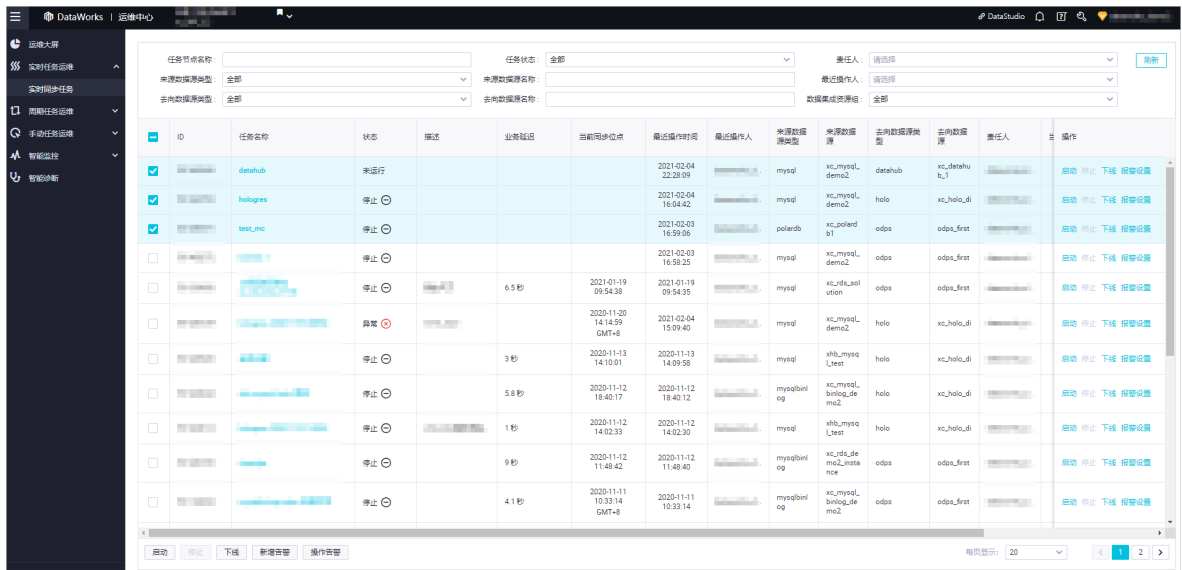 DataWorks | 运维中心
DataStudio
运维大屏
实时任务运维
实时同步任务
周期任务运维
手动任务运维
智能监控
智能诊断
任务节点名称: 任务状态: 全部 责任人: 请选择 刷新
来源数据源类型: 全部 来源数据源名称: 最近操作人: 请选择
去向数据源类型: 全部 去向数据源名称: 数据集成资源组: 全部
ID 任务名称 状态 描述 业务延迟 当前同步位点 最近操作时间 最近操作人 来源数据源类型 来源数据源 去向数据源类型 去向数据源 责任人 操作
datahub 未运行 2021-02-04 22:28:09 mysql xc_mysql_demo2 datahub xc_datahub_1 启动 停止 下线 报警设置
hologres 停止 2021-02-04 16:04:42 mysql xc_mysql_demo2 holo xc_holo_di 启动 停止 下线 报警设置
test_mc 停止 2021-02-03 16:59:06 polardb xc_polardb1 odps odps_first 启动 停止 下线 报警设置
停止 2021-02-03 16:58:25 mysql xc_mysql_demo2 odps odps_first 启动 停止 下线 报警设置
停止 6.5 秒 2021-01-19 09:54:38 2021-01-19 09:54:35 mysql xc_rds_solution odps odps_first 启动 停止 下线 报警设置
异常 2020-11-20 14:14:59 GMT+8 2021-02-04 15:09:40 mysql xc_mysql_demo2 holo xc_holo_di 启动 停止 下线 报警设置
停止 3 秒 2020-11-13 14:10:01 2020-11-13 14:09:58 mysql xhb_mysql_test holo xc_holo_di 启动 停止 下线 报警设置
停止 5.8 秒 2020-11-12 18:40:17 2020-11-12 18:40:12 mysqlbinlog xc_mysql_binlog_demo2 holo xc_holo_di 启动 停止 下线 报警设置
停止 1 秒 2020-11-12 14:02:33 2020-11-12 14:02:30 mysql xhb_mysql_test holo xc_holo_di 启动 停止 下线 报警设置
停止 9 秒 2020-11-12 11:48:42 2020-11-12 11:48:40 mysqlbinlog xc_rds_demo2_instance odps odps_first 启动 停止 下线 报警设置
停止 4.1 秒 2020-11-11 10:33:14 GMT+8 2020-11-11 10:33:14 mysqlbinlog xc_mysql_binlog_demo2 odps odps_first 启动 停止 下线 报警设置
启动 停止 下线 新增告警 操作告警 每页显示: 20 1 2